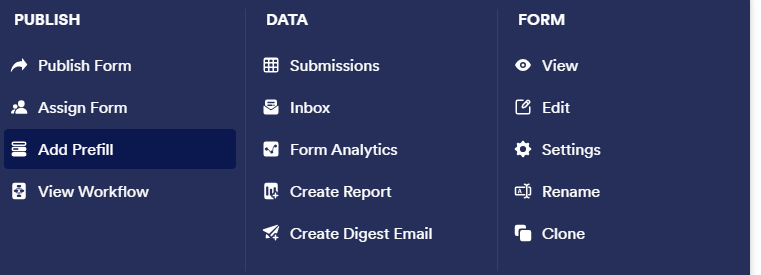 PUBLISH
Publish Form
Assign Form
Add Prefill
View Workflow
DATA
Submissions
Inbox
Form Analytics
Create Report
Create Digest Email
FORM
View
Edit
Settings
Rename
Clone